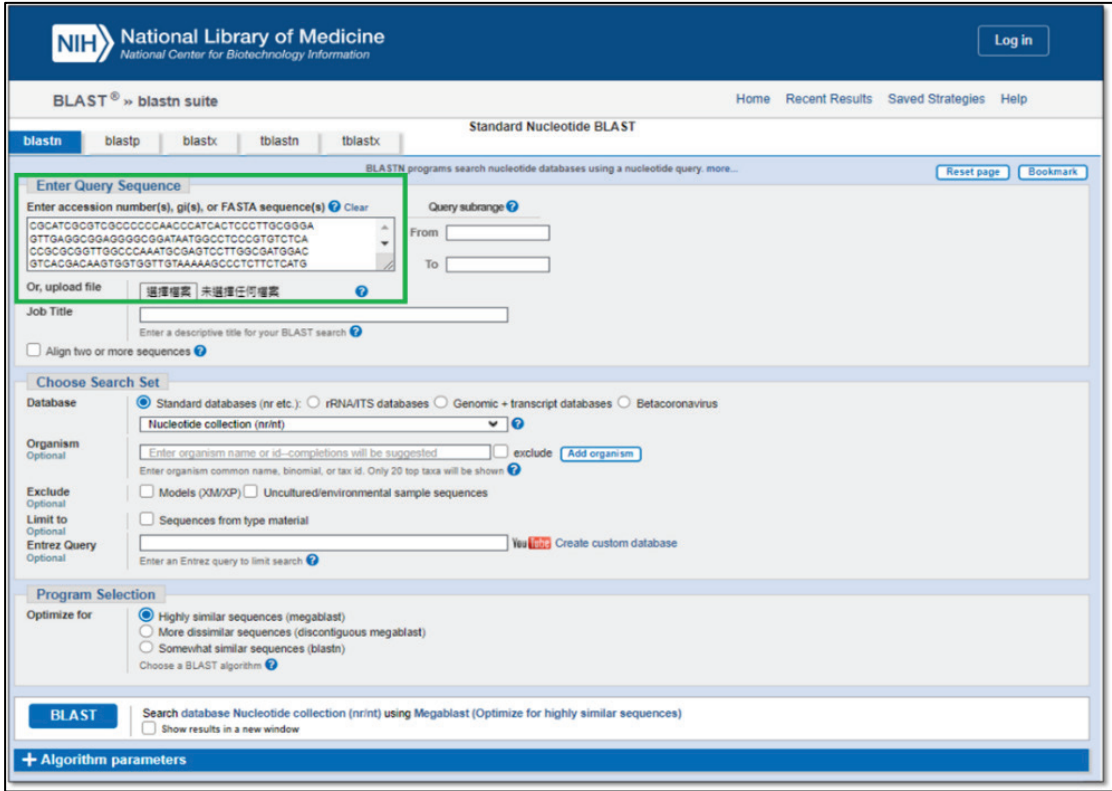 NIH National Library of Medicine
National Center for Biotechnology Information
Log in
BLAST® » blastn suite
Home Recent Results Saved Strategies Help
Standard Nucleotide BLAST
blastn blastp blastx tblastn tblastx
BLASTN programs search nucleotide databases using a nucleotide query. more...
Reset page Bookmark
Enter Query Sequence
Enter accession number(s), gi(s), or FASTA sequence(s) ? Clear
Query subrange ?
CGCATCGCGTCGCCCCCCAACCCATCACTCCCTTGCGGGA
GTTGAGGCGGAGGGGCGGATAATGGCCTCCCGTGTCTCA
CCGCGCGGTTGGCCCAAATGCGAGTCCTTGGCGATGGAC
GTCACGACAAGTGGTGGTTGTAAAAAGCCCTCTTCTCATG
From
To
Or, upload file 選擇檔案 未選擇任何檔案 ?
Job Title
Enter a descriptive title for your BLAST search ?
Align two or more sequences ?
Choose Search Set
Database Standard databases (nr etc.): rRNA/ITS databases Genomic + transcript databases Betacoronavirus
Nucleotide collection (nr/nt) ?
Organism
Optional
Enter organism name or id--completions will be suggested exclude Add organism
Enter organism common name, binomial, or tax id. Only 20 top taxa will be shown ?
Exclude
Optional
Models (XM/XP) Uncultured/environmental sample sequences
Limit to
Optional
Sequences from type material
Entrez Query
Optional
YouTube Create custom database
Enter an Entrez query to limit search ?
Program Selection
Optimize for
Highly similar sequences (megablast)
More dissimilar sequences (discontiguous megablast)
Somewhat similar sequences (blastn)
Choose a BLAST algorithm ?
BLAST
Search database Nucleotide collection (nr/nt) using Megablast (Optimize for highly similar sequences)
Show results in a new window
+ Algorithm parameters